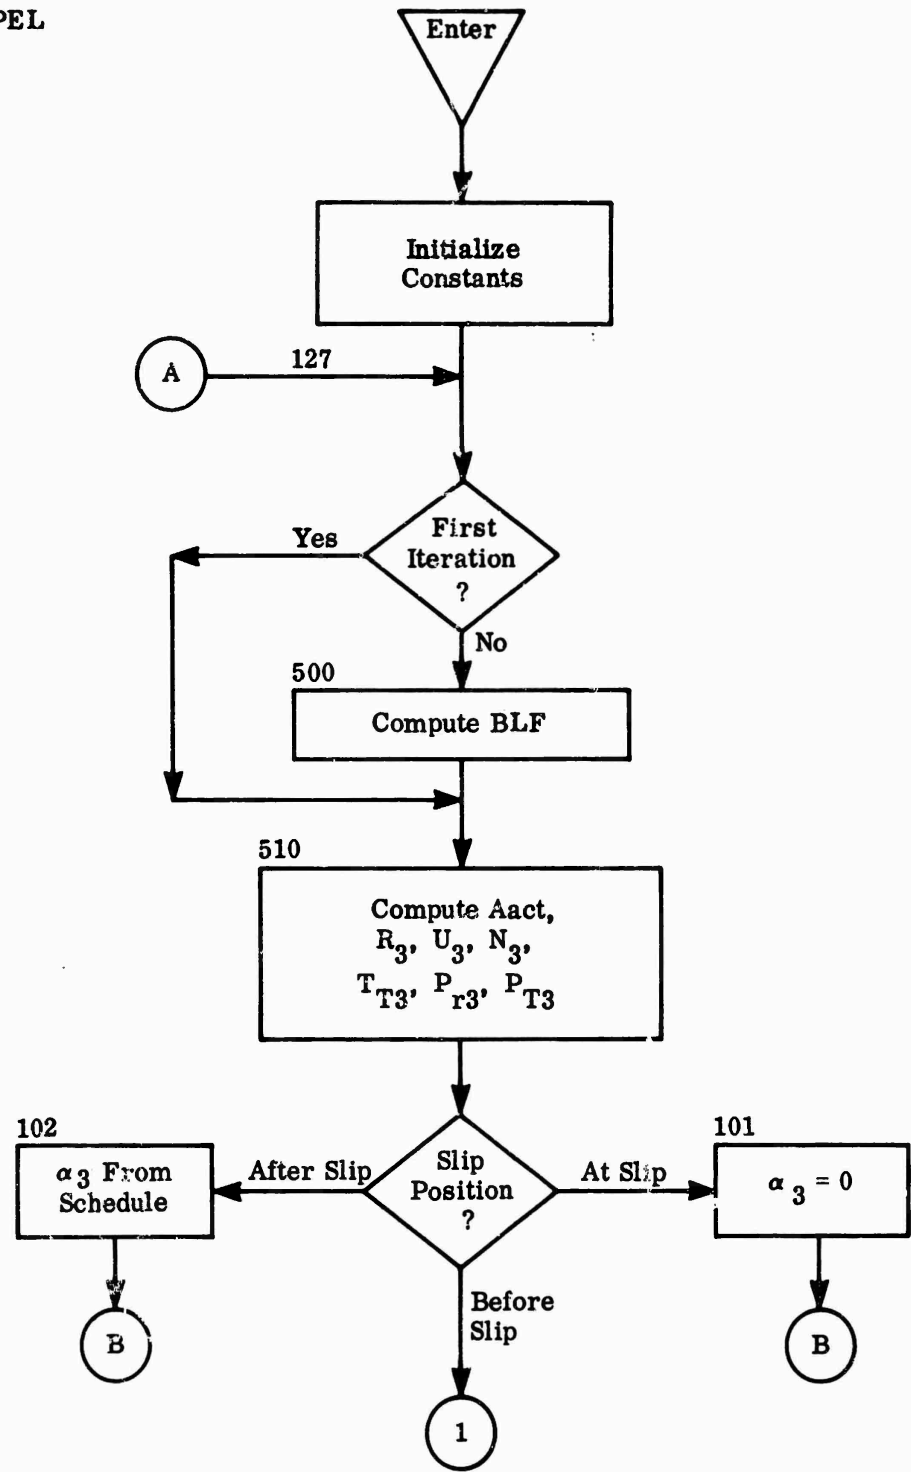 PEL
Enter
Initialize
Constants
A
127
First
Iteration
?
Yes
No
500
Compute BLF
510
Compute Aact,
R3, U3, N3,
TT3, Pr3, PT3
102
α3 From
Schedule
After Slip
Slip
Position
?
At Slip
101
α3 = 0
Before
Slip
B
B
1